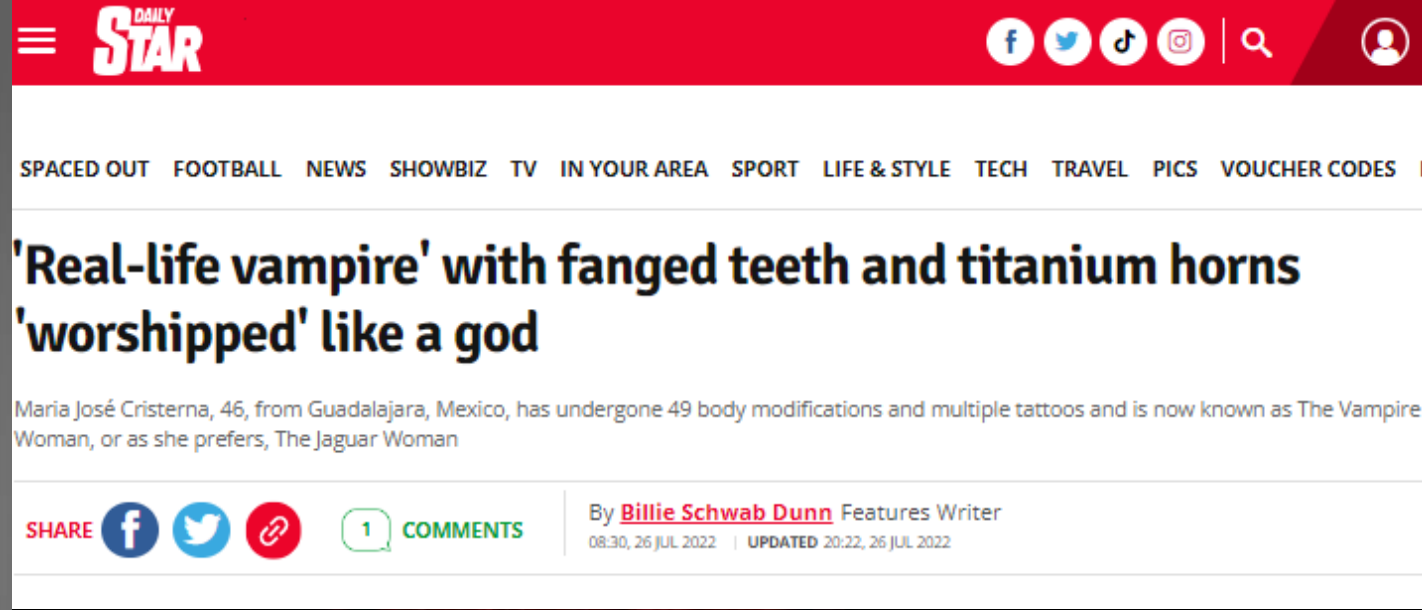 DAILY
STAR
SPACED OUT FOOTBALL NEWS SHOWBIZ TV IN YOUR AREA SPORT LIFE & STYLE TECH TRAVEL PICS VOUCHER CODES
'Real-life vampire' with fanged teeth and titanium horns
'worshipped' like a god
Maria José Cristerna, 46, from Guadalajara, Mexico, has undergone 49 body modifications and multiple tattoos and is now known as The Vampire
Woman, or as she prefers, The Jaguar Woman
SHARE 1 COMMENTS By Billie Schwab Dunn Features Writer
08:30, 26 JUL 2022 | UPDATED 20:22, 26 JUL 2022